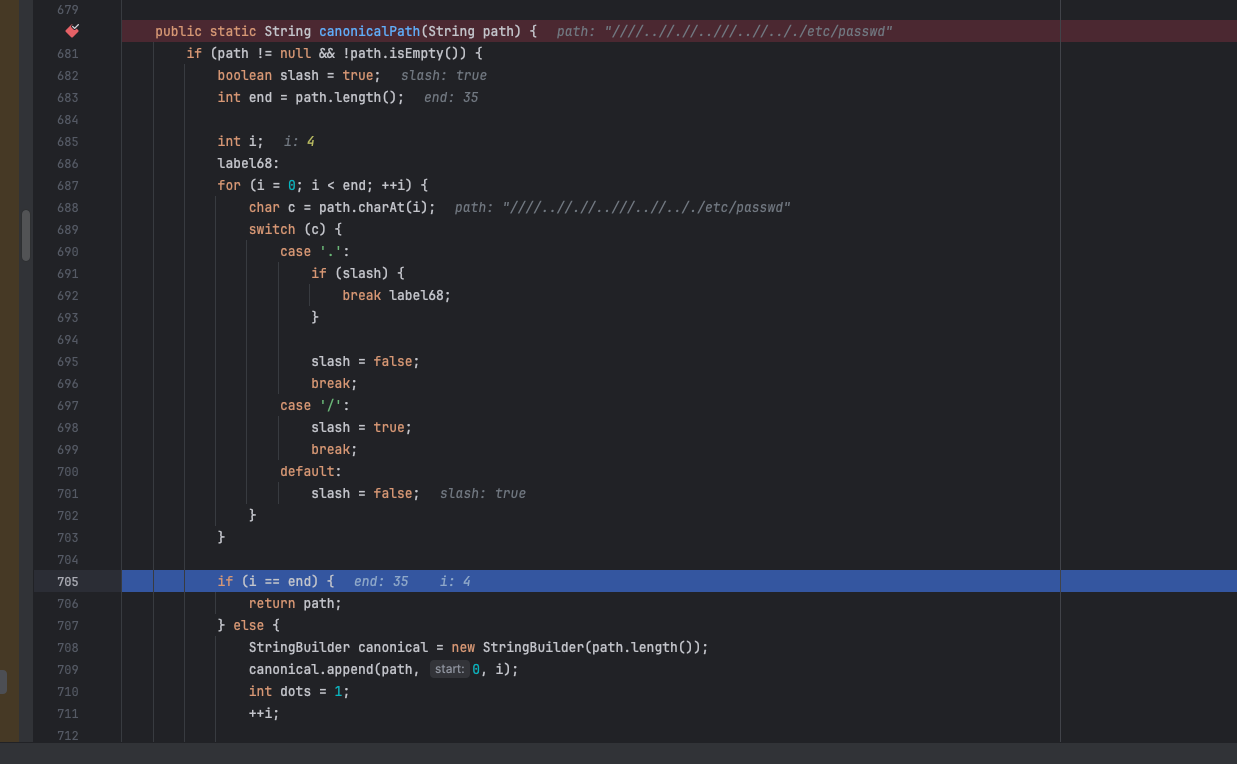 679
public static String canonicalPath(String path) { path: "////..//.//..///..//.././etc/passwd"
681 if (path != null && !path.isEmpty()) {
682 boolean slash = true; slash: true
683 int end = path.length(); end: 35
684
685 int i; i: 4
686 label68:
687 for (i = 0; i < end; ++i) {
688 char c = path.charAt(i); path: "////..//.//..///..//.././etc/passwd"
689 switch (c) {
690 case '.':
691 if (slash) {
692 break label68;
693 }
694
695 slash = false;
696 break;
697 case '/':
698 slash = true;
699 break;
700 default:
701 slash = false; slash: true
702 }
703 }
704
705 if (i == end) { end: 35 i: 4
706 return path;
707 } else {
708 StringBuilder canonical = new StringBuilder(path.length());
709 canonical.append(path, start: 0, i);
710 int dots = 1;
711 ++i;
712